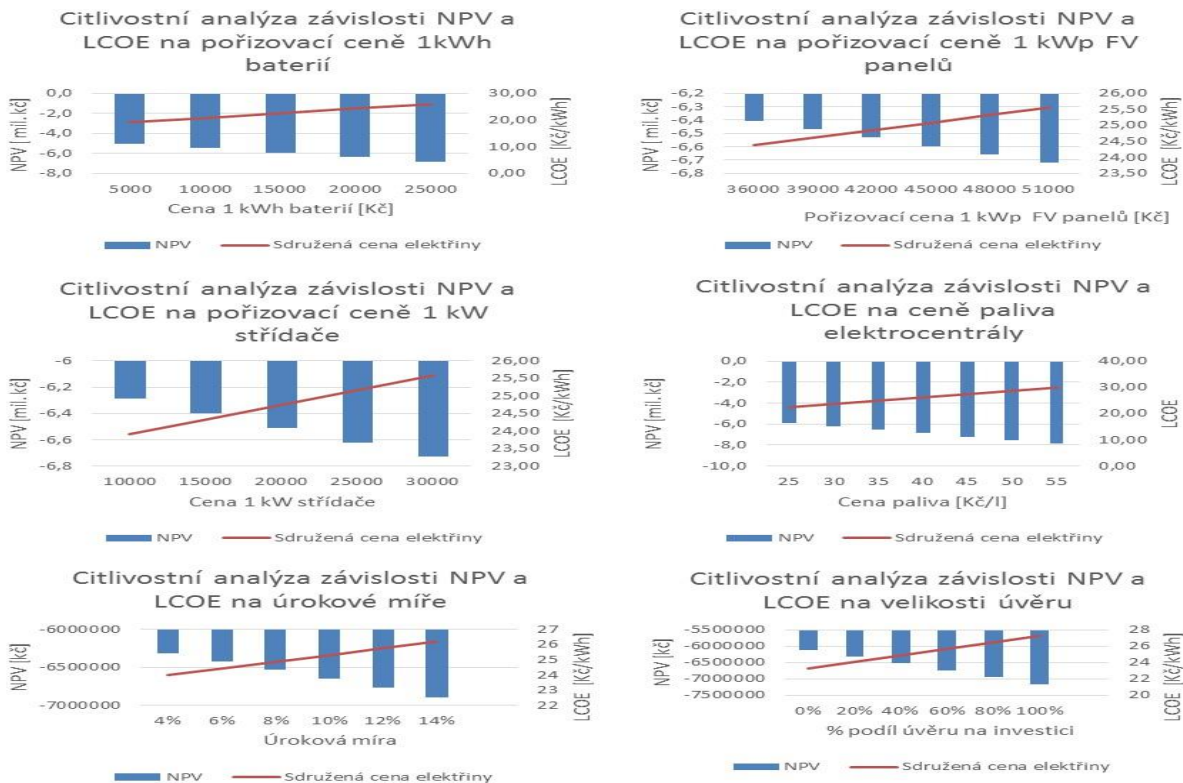 Citlivostní analýza závislosti NPV a
LCOE na pořizovací ceně 1kWh
baterií
NPV [mil.kč]
0,0
-2,0
-4,0
-6,0
-8,0
30,00
20,00
10,00
0,00
LCOE [Kč/kWh]
5000 10000 15000 20000 25000
Cena 1 kWh baterií [Kč]
NPV Sdružená cena elektřiny
Citlivostní analýza závislosti NPV a
LCOE na pořizovací ceně 1 kWp FV
panelů
NPV [mil.kč]
-6,2
-6,3
-6,4
-6,5
-6,6
-6,7
-6,8
26,00
25,50
25,00
24,50
24,00
23,50
LCOE [Kč/kWh]
36000 39000 42000 45000 48000 51000
Pořizovací cena 1 kWp FV panelů [Kč]
NPV Sdružená cena elektřiny
Citlivostní analýza závislosti NPV a
LCOE na pořizovací ceně 1 kW
střídače
NPV [mil.kč]
-6
-6,2
-6,4
-6,6
-6,8
26,00
25,50
25,00
24,50
24,00
23,50
23,00
LCOE [Kč/kWh]
10000 15000 20000 25000 30000
Cena 1 kW střídače
NPV Sdružená cena elektřiny
Citlivostní analýza závislosti NPV a
LCOE na ceně paliva
elektrocentrály
NPV [mil.kč]
0,0
-2,0
-4,0
-6,0
-8,0
-10,0
40,00
30,00
20,00
10,00
0,00
LCOE
25 30 35 40 45 50 55
Cena paliva [Kč/l]
NPV Sdružená cena elektřiny
Citlivostní analýza závislosti NPV a
LCOE na úrokové míře
NPV [kč]
-6000000
-6500000
-7000000
27
26
25
24
23
22
LCOE [Kč/kWh]
4% 6% 8% 10% 12% 14%
Úroková míra
NPV Sdružená cena elektřiny
Citlivostní analýza závislosti NPV a
LCOE na velikosti úvěru
NPV [kč]
-5500000
-6000000
-6500000
-7000000
-7500000
28
26
24
22
20
LCOE [Kč/kWh]
0% 20% 40% 60% 80% 100%
% podíl úvěru na investici
NPV Sdružená cena elektřiny